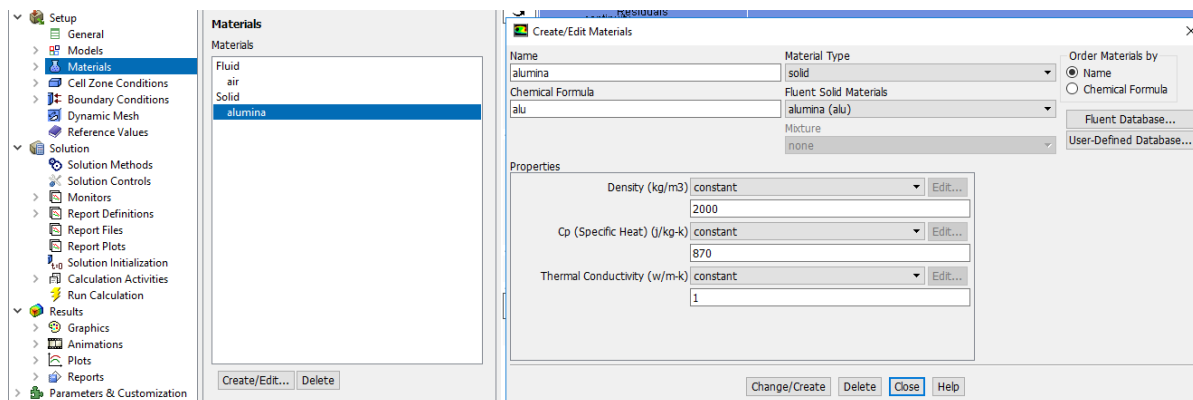 Setup
General
Models
Materials
Cell Zone Conditions
Boundary Conditions
Dynamic Mesh
Reference Values
Solution
Solution Methods
Solution Controls
Monitors
Report Definitions
Report Files
Report Plots
Solution Initialization
Calculation Activities
Run Calculation
Results
Graphics
Animations
Plots
Reports
Parameters & Customization
Materials
Materials
Fluid
air
Solid
alumina
Create/Edit... Delete
Residuals
Create/Edit Materials
Name Material Type Order Materials by
alumina solid Name
Chemical Formula Fluent Solid Materials Chemical Formula
alu alumina (alu) Fluent Database...
Mixture
none User-Defined Database...
Properties
Density (kg/m3) constant Edit...
2000
Cp (Specific Heat) (j/kg-k) constant Edit...
870
Thermal Conductivity (w/m-k) constant Edit...
1
Change/Create Delete Close Help